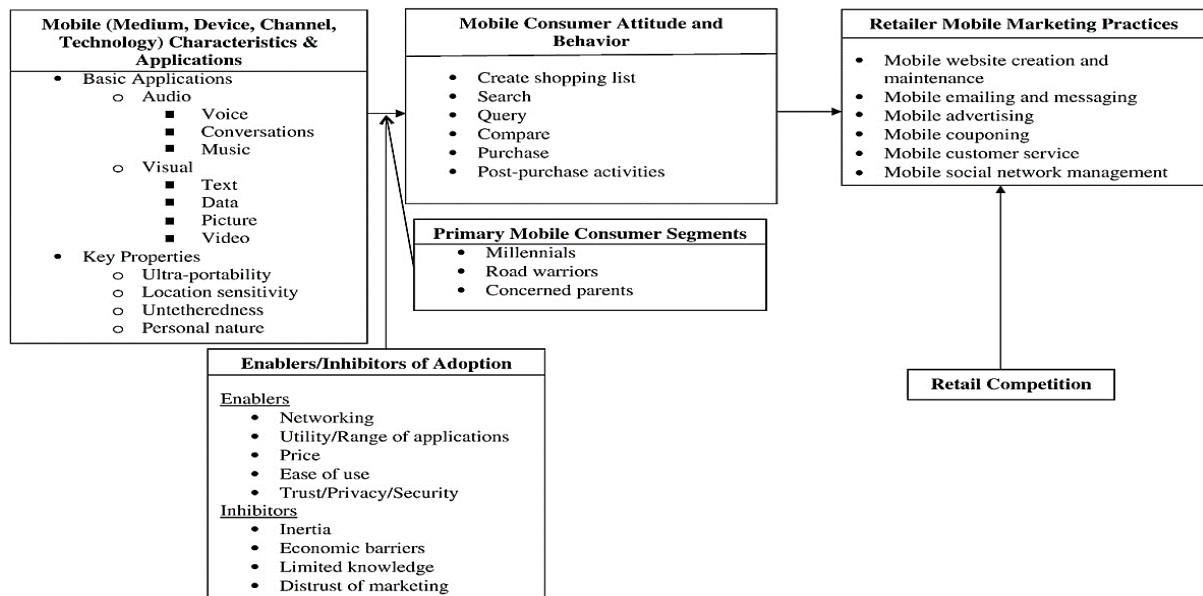 Mobile (Medium, Device, Channel,
Technology) Characteristics &
Applications
• Basic Applications
o Audio
■ Voice
■ Conversations
■ Music
o Visual
■ Text
■ Data
■ Picture
■ Video
• Key Properties
o Ultra-portability
o Location sensitivity
o Untetheredness
o Personal nature
Mobile Consumer Attitude and
Behavior
• Create shopping list
• Search
• Query
• Compare
• Purchase
• Post-purchase activities
Retailer Mobile Marketing Practices
• Mobile website creation and
maintenance
• Mobile emailing and messaging
• Mobile advertising
• Mobile couponing
• Mobile customer service
• Mobile social network management
Primary Mobile Consumer Segments
• Millennials
• Road warriors
• Concerned parents
Enablers/Inhibitors of Adoption
Enablers
• Networking
• Utility/Range of applications
• Price
• Ease of use
• Trust/Privacy/Security
Inhibitors
• Inertia
• Economic barriers
• Limited knowledge
• Distrust of marketing
Retail Competition